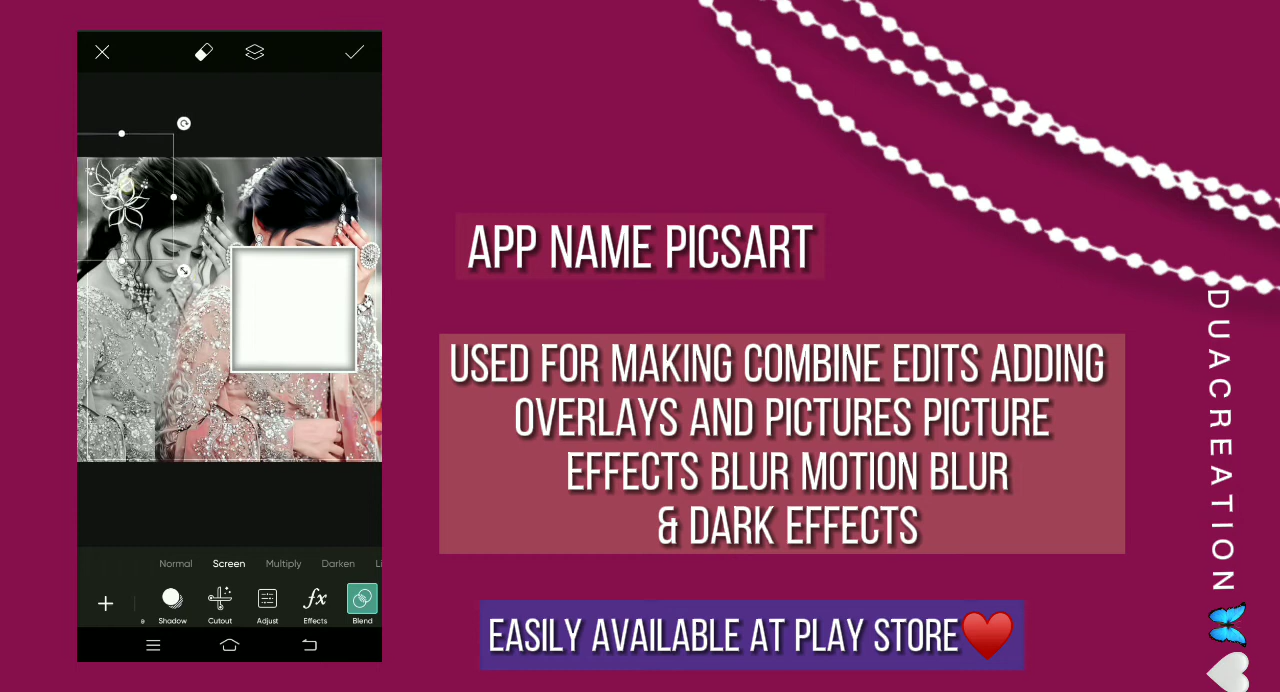 APP NAME PICSART
USED FOR MAKING COMBINE EDITS ADDING
OVERLAYS AND PICTURES PICTURE
EFFECTS BLUR MOTION BLUR
& DARK EFFECTS
EASILY AVAILABLE AT PLAY STORE❤️
DUACREATION🦋🤍
Normal Screen Multiply Darken Li
e Shadow Cutout Adjust Effects Blend
fx